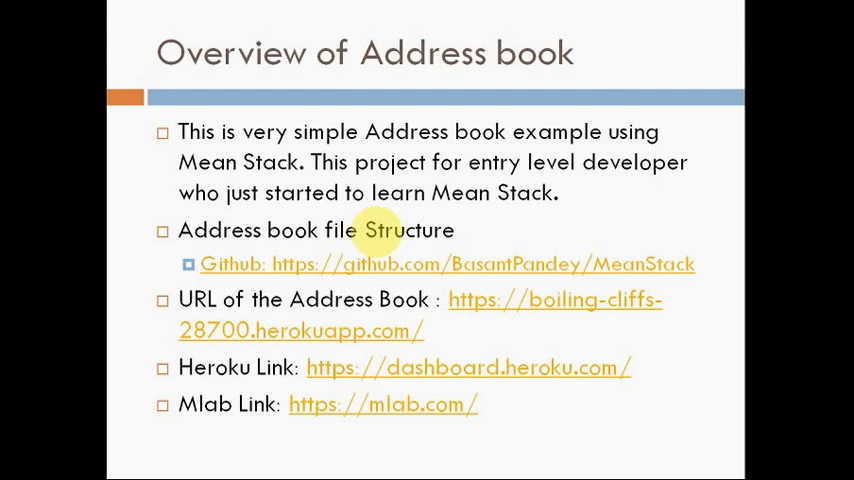 Overview of Address book
This is very simple Address book example using
Mean Stack. This project for entry level developer
who just started to learn Mean Stack.
Address book file Structure
Github: https://github.com/BasantPandey/MeanStack
URL of the Address Book : https://boiling-cliffs-
28700.herokuapp.com/
Heroku Link: https://dashboard.heroku.com/
Mlab Link: https://mlab.com/